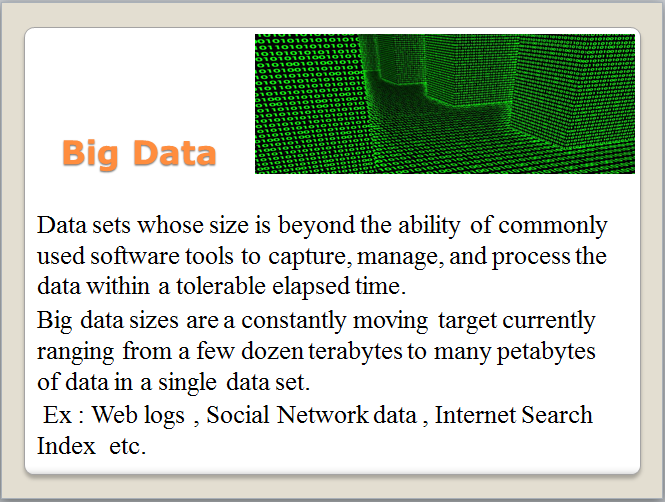 Big Data
Data sets whose size is beyond the ability of commonly
used software tools to capture, manage, and process the
data within a tolerable elapsed time.
Big data sizes are a constantly moving target currently
ranging from a few dozen terabytes to many petabytes
of data in a single data set.
Ex : Web logs , Social Network data , Internet Search
Index etc.